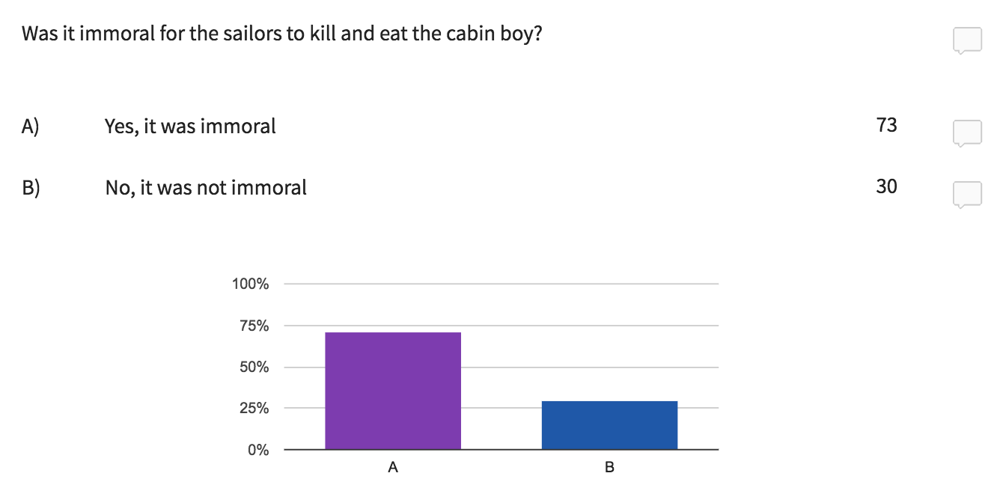 Was it immoral for the sailors to kill and eat the cabin boy?
A) Yes, it was immoral 73
B) No, it was not immoral 30
100%
75%
50%
25%
0%
A B